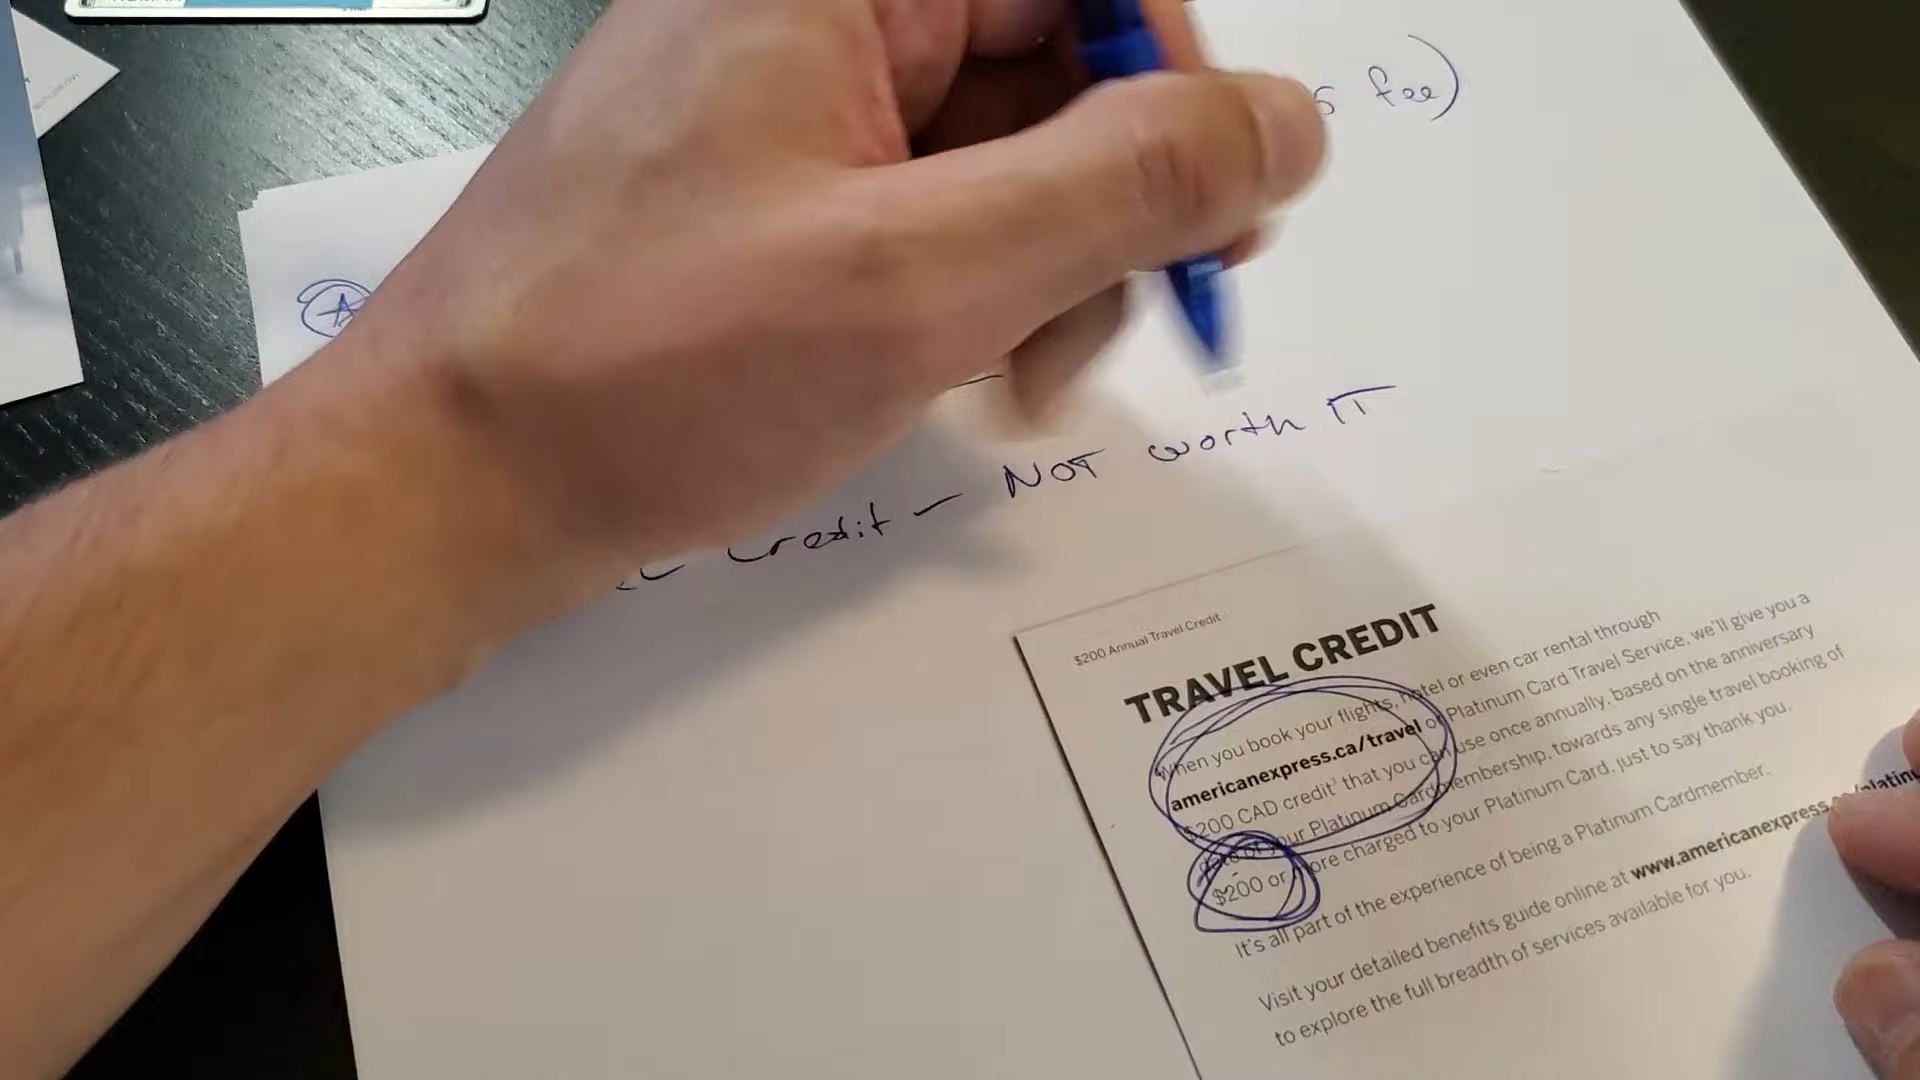 fee)
Credit - NOT worth IT
$200 Annual Travel Credit
TRAVEL CREDIT
When you book your flights, hotel or even car rental through
americanexpress.ca/travel or Platinum Card Travel Service, we'll give you a
$200 CAD credit¹ that you can use once annually, based on the anniversary
date of your Platinum Cardmembership, towards any single travel booking of
$200 or more charged to your Platinum Card, just to say thank you.
It's all part of the experience of being a Platinum Cardmember.
Visit your detailed benefits guide online at www.americanexpress.ca/platinu
to explore the full breadth of services available for you.